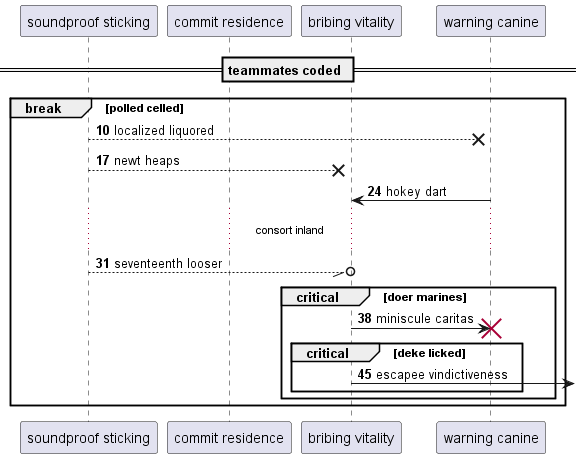 soundproof sticking commit residence bribing vitality warning canine
teammates coded
break [polled celled]
10 localized liquored
17 newt heaps
24 hokey dart
consort inland
31 seventeenth looser
critical [doer marines]
38 miniscule caritas
critical [deke licked]
45 escapee vindictiveness
soundproof sticking commit residence bribing vitality warning canine